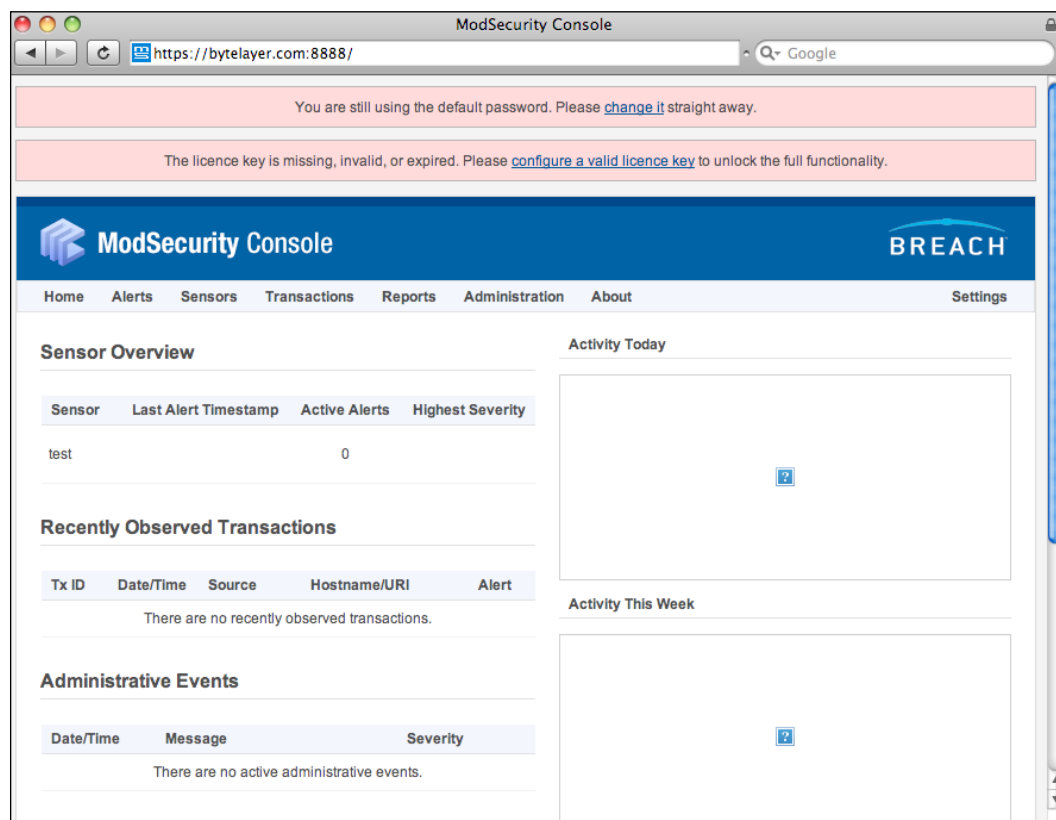 ModSecurity Console
https://bytelayer.com:8888/
Google
You are still using the default password. Please change it straight away.
The licence key is missing, invalid, or expired. Please configure a valid licence key to unlock the full functionality.
ModSecurity Console
BREACH
Home Alerts Sensors Transactions Reports Administration About Settings
Sensor Overview
Sensor Last Alert Timestamp Active Alerts Highest Severity
test 0
Recently Observed Transactions
Tx ID Date/Time Source Hostname/URI Alert
There are no recently observed transactions.
Administrative Events
Date/Time Message Severity
There are no active administrative events.
Activity Today
?
Activity This Week
?